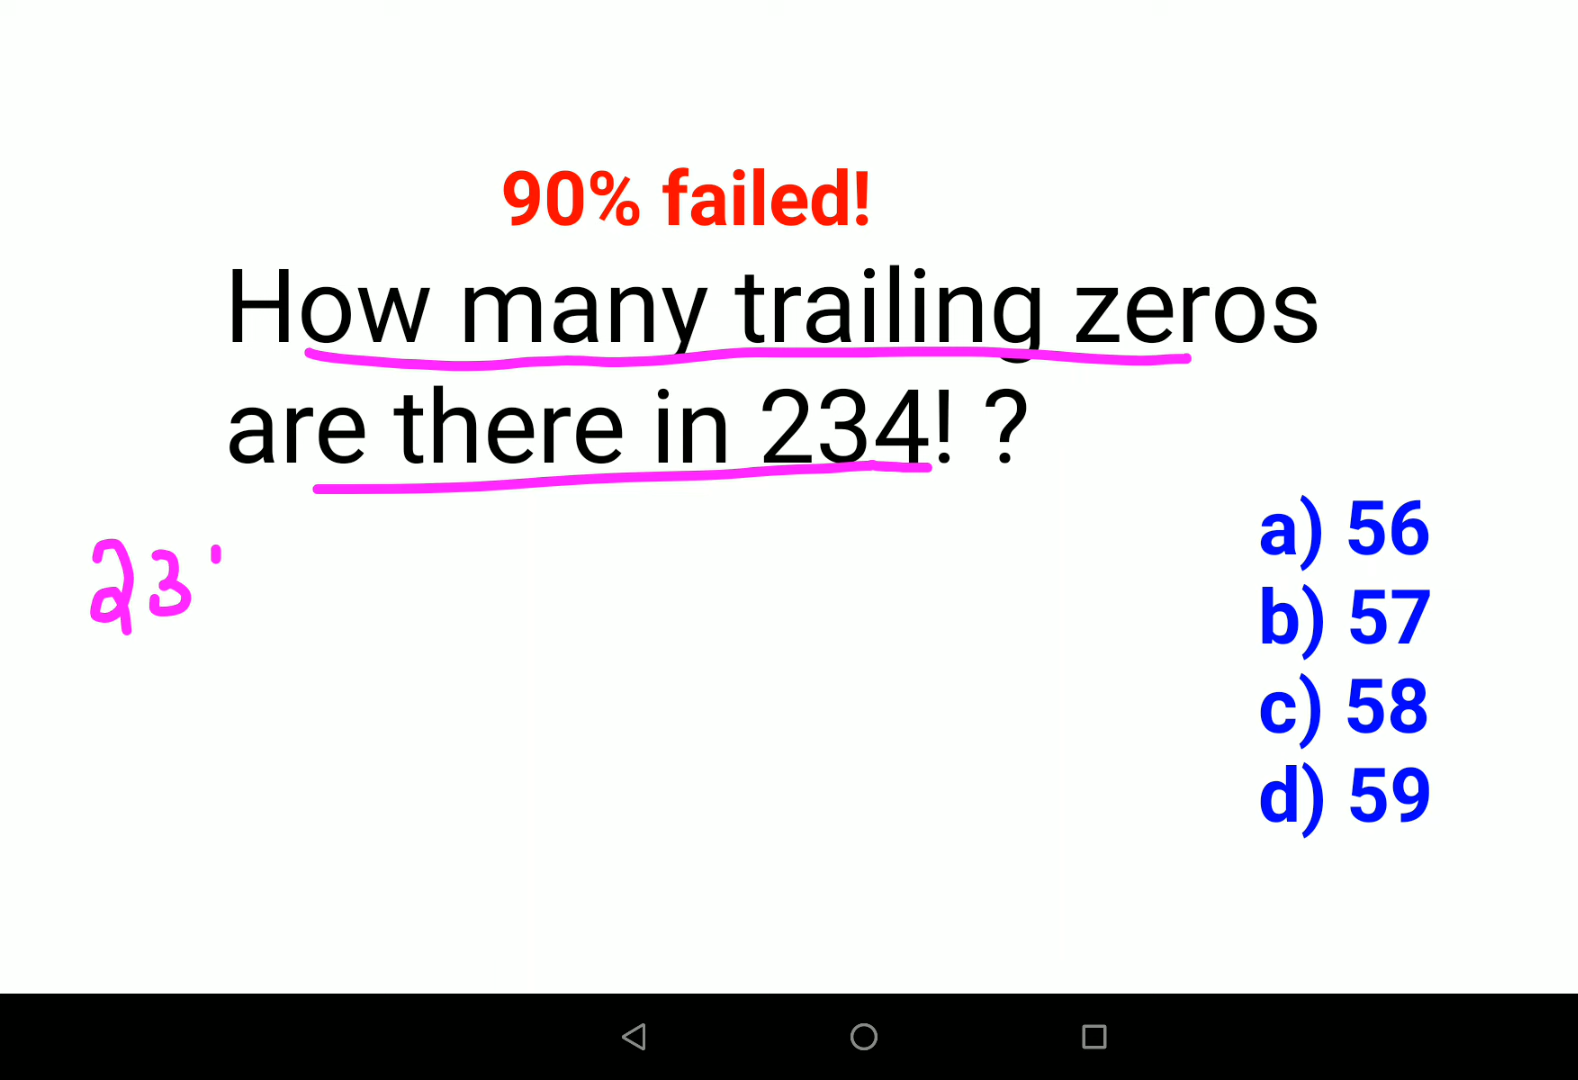 90% failed!
How many trailing zeros
are there in 234! ?
a) 56
23'
b) 57
c) 58
d) 59